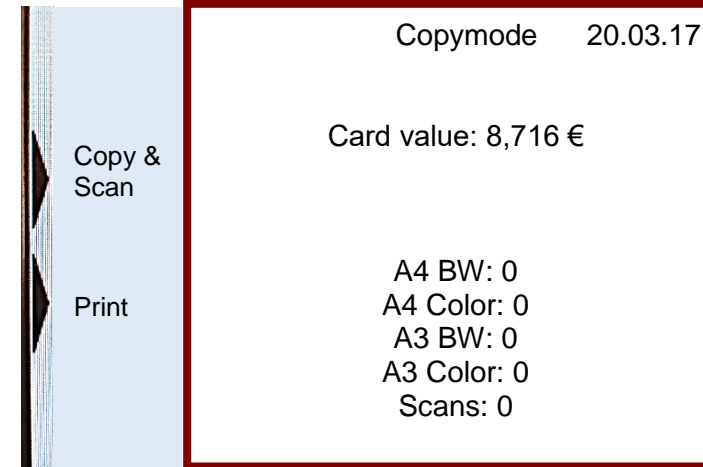 Copymode 20.03.17
Card value: 8,716 €
Copy &
Scan
Print
A4 BW: 0
A4 Color: 0
A3 BW: 0
A3 Color: 0
Scans: 0